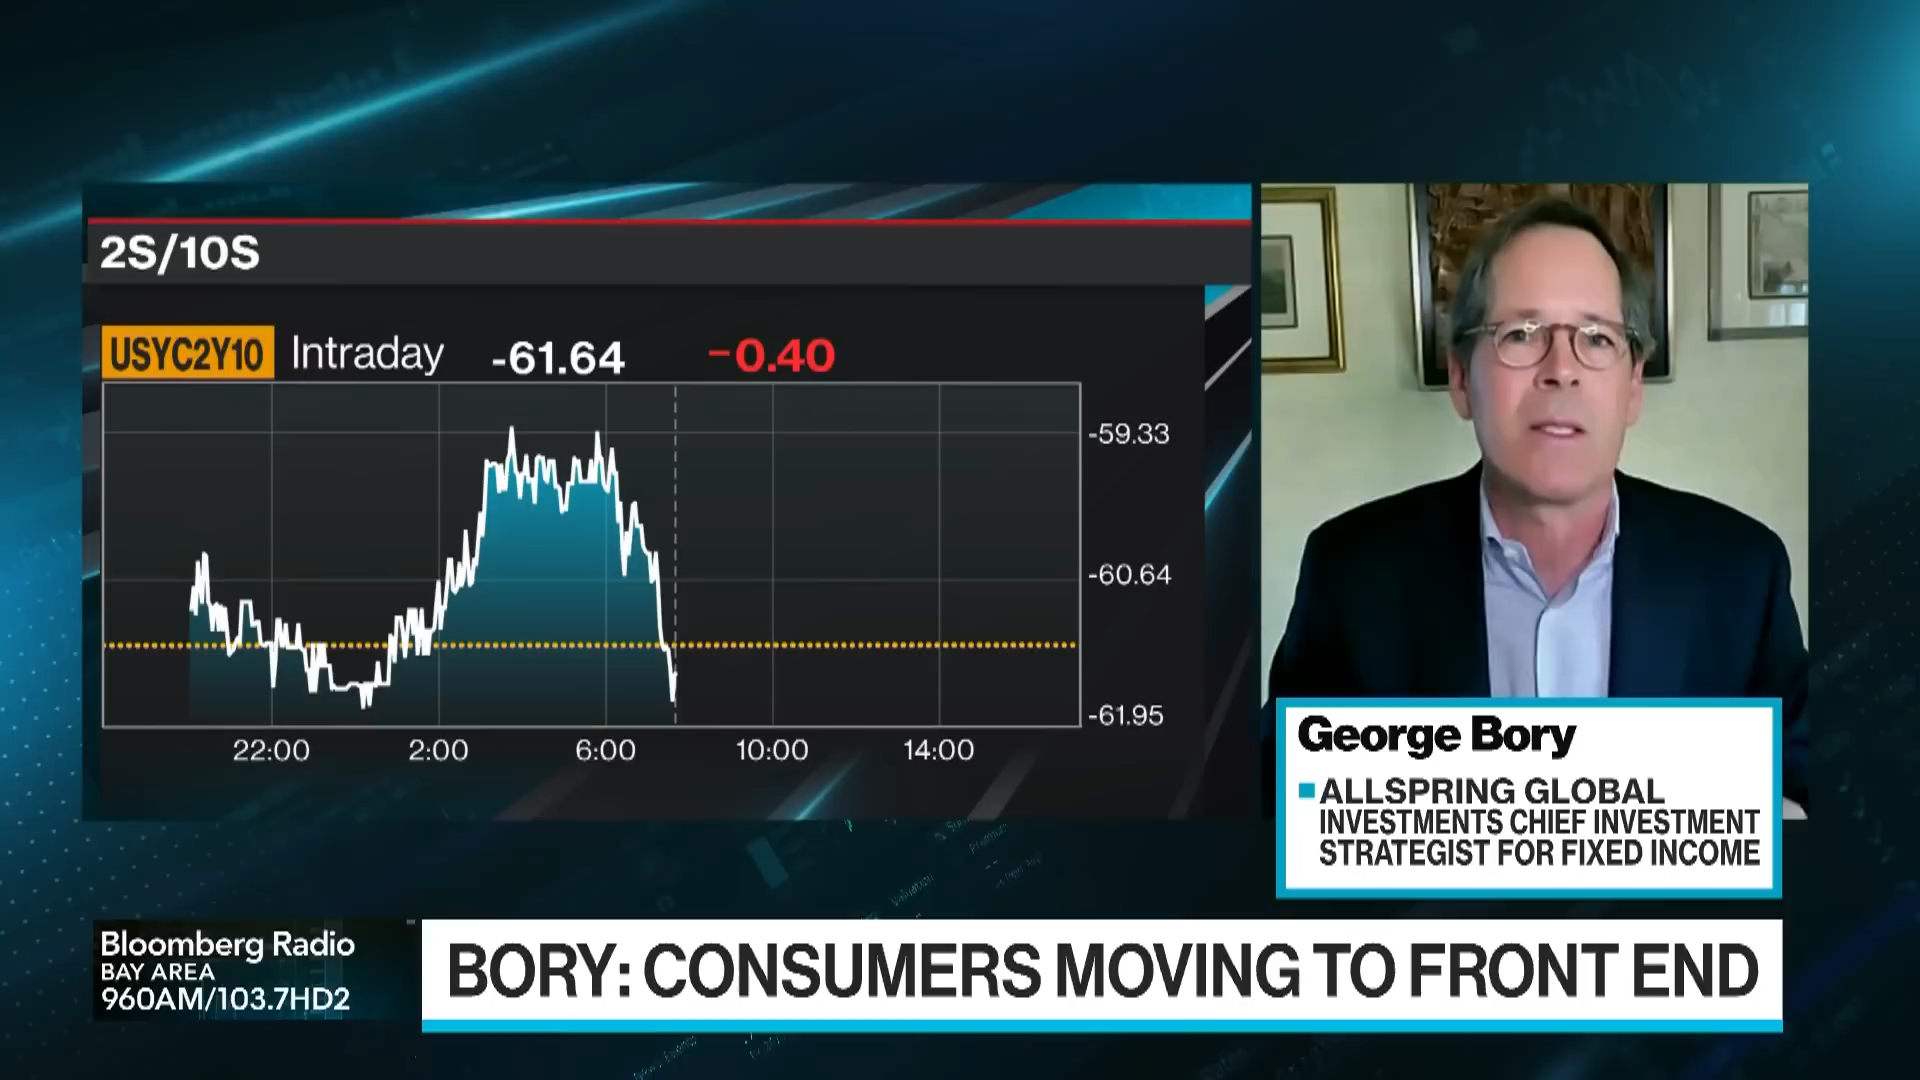 2S/10S
USYC2Y10 Intraday -61.64 -0.40
-59.33
-60.64
-61.95
22:00 2:00 6:00 10:00 14:00
George Bory
ALLSPRING GLOBAL
INVESTMENTS CHIEF INVESTMENT
STRATEGIST FOR FIXED INCOME
Bloomberg Radio
BAY AREA
960AM/103.7HD2
BORY: CONSUMERS MOVING TO FRONT END
Valuation